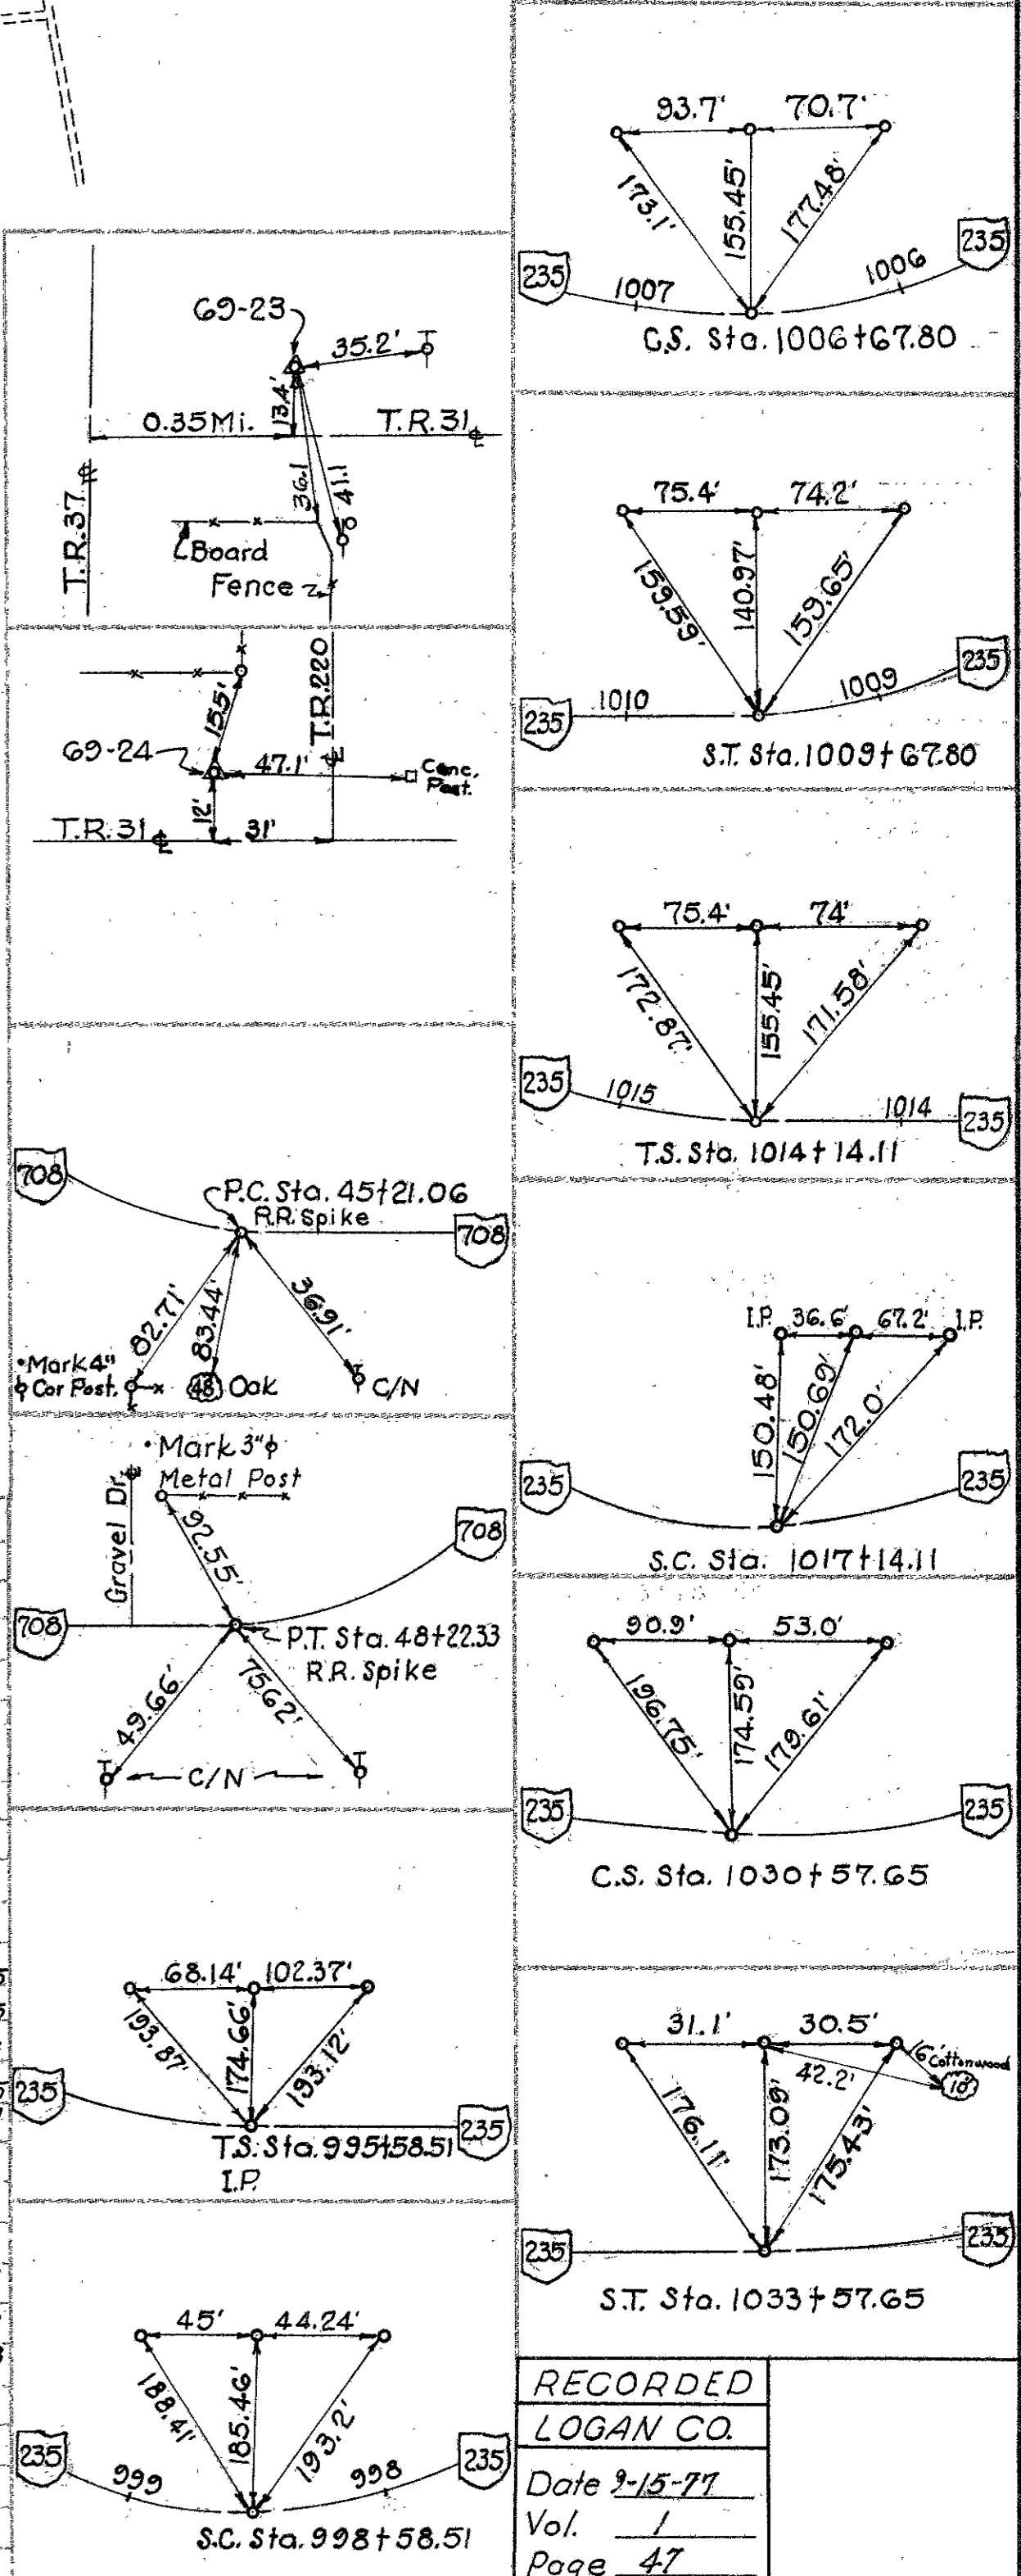 69-23
35.2'
13.4'
0.35Mi.
T.R.31 ℄
T.R.37 ℄
36.1
41.1
Board
Fence
T.R.220 ℄
15.5'
69-24
47.1'
Conc.
Post.
12'
T.R.31 ℄
31'
708
P.C. Sta. 45+21.06
R.R. Spike
708
82.71'
83.44'
36.91'
•Mark 4"
ϕ Cor Post.
48 Oak
C/N
•Mark 3"ϕ
Metal Post
Gravel Dr. ℄
92.55'
708
708
P.T. Sta. 48+22.33
R.R. Spike
49.66'
75.62'
C/N
68.14' 102.37'
193.87'
174.66'
193.12'
235
235
T.S. Sta. 995+58.51
I.P.
45' 44.24'
188.41'
185.46'
193.2'
235
999
998
235
S.C. Sta. 998+58.51
93.7' 70.7'
173.1'
155.45'
177.48'
235
1007
1006
235
C.S. Sta. 1006+67.80
75.4' 74.2'
159.59'
140.97'
159.65'
235
1010
1009
235
S.T. Sta. 1009+67.80
75.4' 74'
172.87'
155.45'
171.58'
235
1015
1014
235
T.S. Sta. 1014+14.11
I.P. 36.6' 67.2' I.P.
150.48'
150.69'
172.0'
235
235
S.C. Sta. 1017+14.11
90.9' 53.0'
196.75'
174.59'
179.61'
235
235
C.S. Sta. 1030+57.65
31.1' 30.5'
Cottonwood
18"
42.2'
176.11'
173.09'
175.43'
235
235
S.T. Sta. 1033+57.65
RECORDED
LOGAN CO.
Date 9-15-77
Vol. 1
Page 47